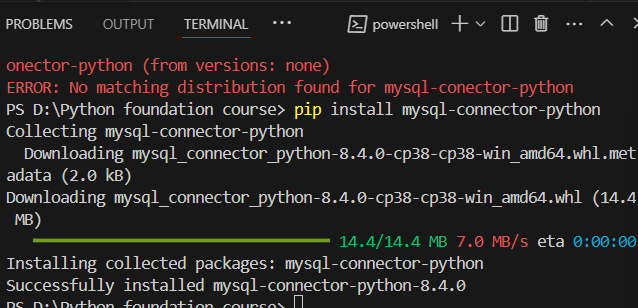 PROBLEMS OUTPUT TERMINAL ··· powershell
onector-python (from versions: none)
ERROR: No matching distribution found for mysql-conector-python
PS D:\Python foundation course> pip install mysql-connector-python
Collecting mysql-connector-python
  Downloading mysql_connector_python-8.4.0-cp38-cp38-win_amd64.whl.met
adata (2.0 kB)
Downloading mysql_connector_python-8.4.0-cp38-cp38-win_amd64.whl (14.4
 MB)
14.4/14.4 MB 7.0 MB/s eta 0:00:00
Installing collected packages: mysql-connector-python
Successfully installed mysql-connector-python-8.4.0
PS D:\Python foundation course>